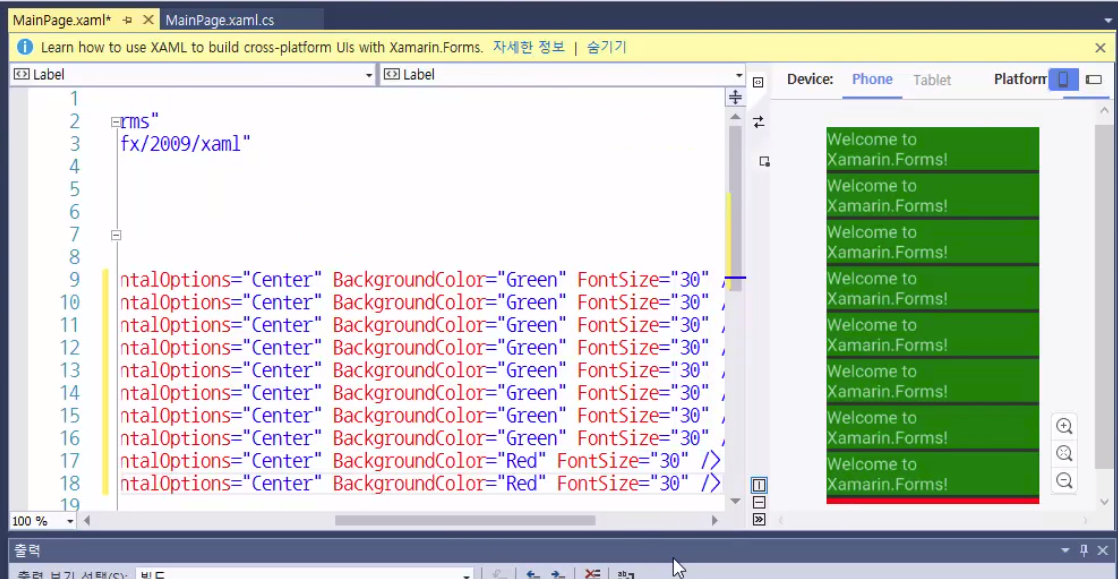 MainPage.xaml* MainPage.xaml.cs
Learn how to use XAML to build cross-platform UIs with Xamarin.Forms. 자세한 정보 | 숨기기
Label Label
Device: Phone Tablet Platform
1
2 rms"
3 fx/2009/xaml"
4
5
6
7
8
9 ntalOptions="Center" BackgroundColor="Green" FontSize="30" /
10 ntalOptions="Center" BackgroundColor="Green" FontSize="30" /
11 ntalOptions="Center" BackgroundColor="Green" FontSize="30" /
12 ntalOptions="Center" BackgroundColor="Green" FontSize="30" /
13 ntalOptions="Center" BackgroundColor="Green" FontSize="30" /
14 ntalOptions="Center" BackgroundColor="Green" FontSize="30" /
15 ntalOptions="Center" BackgroundColor="Green" FontSize="30" /
16 ntalOptions="Center" BackgroundColor="Green" FontSize="30" /
17 ntalOptions="Center" BackgroundColor="Red" FontSize="30" />
18 ntalOptions="Center" BackgroundColor="Red" FontSize="30" />
19
Welcome to
Xamarin.Forms!
Welcome to
Xamarin.Forms!
Welcome to
Xamarin.Forms!
Welcome to
Xamarin.Forms!
Welcome to
Xamarin.Forms!
Welcome to
Xamarin.Forms!
Welcome to
Xamarin.Forms!
Welcome to
Xamarin.Forms!
100 %
출력
출력 보기 선택(S): 빌드